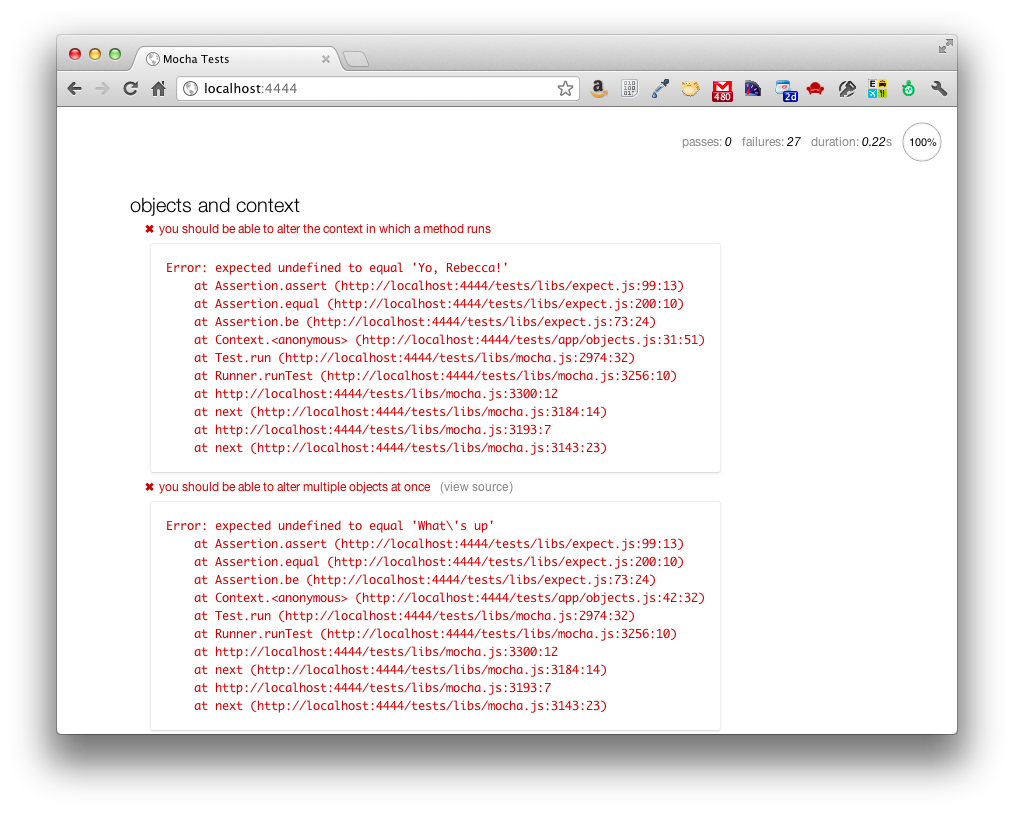 Mocha Tests
localhost:4444
480
2d
passes: 0 failures: 27 duration: 0.22s 100%
objects and context
✖ you should be able to alter the context in which a method runs
Error: expected undefined to equal 'Yo, Rebecca!'
at Assertion.assert (http://localhost:4444/tests/libs/expect.js:99:13)
at Assertion.equal (http://localhost:4444/tests/libs/expect.js:200:10)
at Assertion.be (http://localhost:4444/tests/libs/expect.js:73:24)
at Context.<anonymous> (http://localhost:4444/tests/app/objects.js:31:51)
at Test.run (http://localhost:4444/tests/libs/mocha.js:2974:32)
at Runner.runTest (http://localhost:4444/tests/libs/mocha.js:3256:10)
at http://localhost:4444/tests/libs/mocha.js:3300:12
at next (http://localhost:4444/tests/libs/mocha.js:3184:14)
at http://localhost:4444/tests/libs/mocha.js:3193:7
at next (http://localhost:4444/tests/libs/mocha.js:3143:23)
✖ you should be able to alter multiple objects at once (view source)
Error: expected undefined to equal 'What\'s up'
at Assertion.assert (http://localhost:4444/tests/libs/expect.js:99:13)
at Assertion.equal (http://localhost:4444/tests/libs/expect.js:200:10)
at Assertion.be (http://localhost:4444/tests/libs/expect.js:73:24)
at Context.<anonymous> (http://localhost:4444/tests/app/objects.js:42:32)
at Test.run (http://localhost:4444/tests/libs/mocha.js:2974:32)
at Runner.runTest (http://localhost:4444/tests/libs/mocha.js:3256:10)
at http://localhost:4444/tests/libs/mocha.js:3300:12
at next (http://localhost:4444/tests/libs/mocha.js:3184:14)
at http://localhost:4444/tests/libs/mocha.js:3193:7
at next (http://localhost:4444/tests/libs/mocha.js:3143:23)